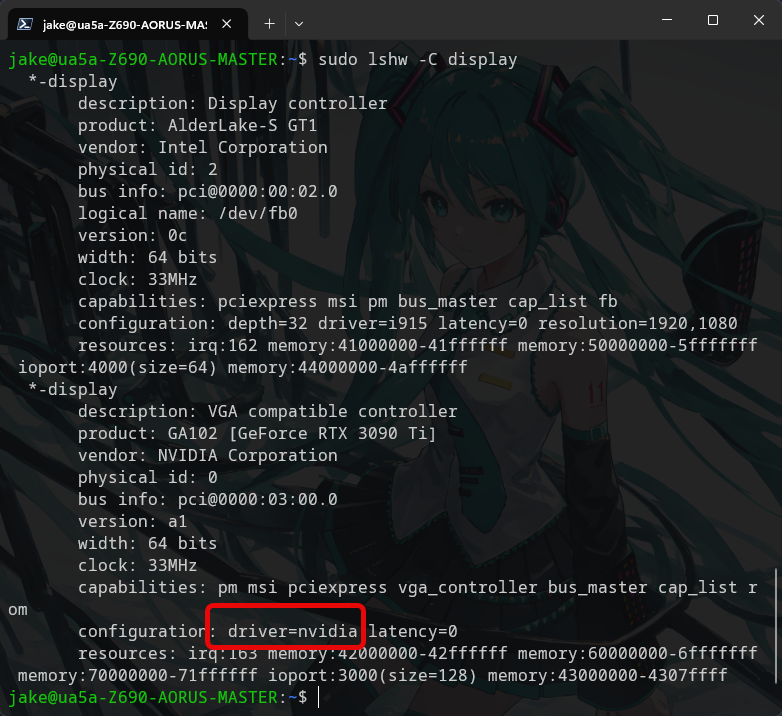 jake@ua5a-Z690-AORUS-MAS
jake@ua5a-Z690-AORUS-MASTER:~$ sudo lshw -C display
  *-display
       description: Display controller
       product: AlderLake-S GT1
       vendor: Intel Corporation
       physical id: 2
       bus info: pci@0000:00:02.0
       logical name: /dev/fb0
       version: 0c
       width: 64 bits
       clock: 33MHz
       capabilities: pciexpress msi pm bus_master cap_list fb
       configuration: depth=32 driver=i915 latency=0 resolution=1920,1080
       resources: irq:162 memory:41000000-41ffffff memory:50000000-5fffffff
 ioport:4000(size=64) memory:44000000-4affffff
  *-display
       description: VGA compatible controller
       product: GA102 [GeForce RTX 3090 Ti]
       vendor: NVIDIA Corporation
       physical id: 0
       bus info: pci@0000:03:00.0
       version: a1
       width: 64 bits
       clock: 33MHz
       capabilities: pm msi pciexpress vga_controller bus_master cap_list r
om
       configuration: driver=nvidia latency=0
       resources: irq:163 memory:42000000-42ffffff memory:60000000-6fffffff
 memory:70000000-71ffffff ioport:3000(size=128) memory:43000000-4307ffff
jake@ua5a-Z690-AORUS-MASTER:~$